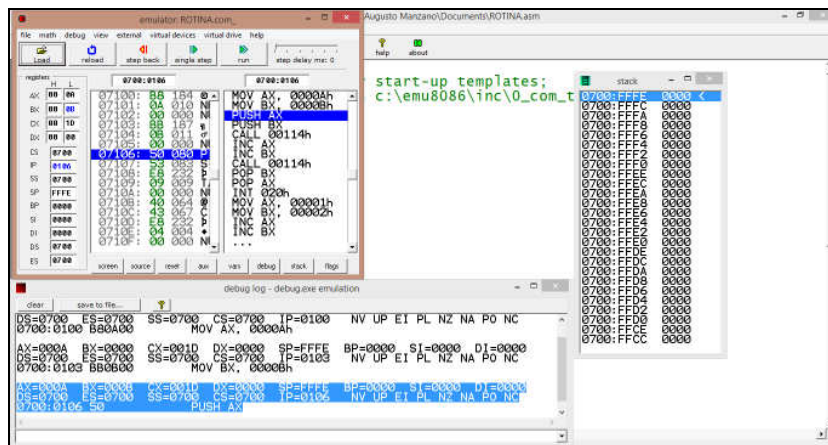 emulator: ROTINA.com_
Augusto Manzano\Documents\ROTINA.asm
file math debug view external virtual devices virtual drive help
Load reload step back single step run step delay ms: 0
help about
registers
H L
0700:0106 0700:0106
AX 00 0A
BX 00 0B
CX 00 1D
DX 00 00
CS 0700
IP 0106
SS 0700
SP FFFE
BP 0000
SI 0000
DI 0000
DS 0700
ES 0700
07100: B8 184
07101: 0A 010
07102: 00 000
07103: BB 187
07104: 0B 011
07105: 00 000
07106: 50 080 P
07107: 53 083 S
07108: E8 232
07109: 09 009
0710A: 00 000
0710B: 40 064 @
0710C: 43 067 C
0710D: E8 232
0710E: 04 004
0710F: 00 000
MOV AX, 0000Ah
MOV BX, 0000Bh
PUSH AX
PUSH BX
CALL 00114h
INC AX
INC BX
CALL 00114h
POP BX
POP AX
INT 020h
MOV AX, 00001h
MOV BX, 00002h
INC AX
INC BX
...
screen source reset aux vars debug stack flags
start-up templates;
c:\emu8086\inc\0_com_t
stack
0700:FFFE 0000 <
0700:FFFC 0000
0700:FFFA 0000
0700:FFF8 0000
0700:FFF6 0000
0700:FFF4 0000
0700:FFF2 0000
0700:FFF0 0000
0700:FFEE 0000
0700:FFEC 0000
0700:FFEA 0000
0700:FFE8 0000
0700:FFE6 0000
0700:FFE4 0000
0700:FFE2 0000
0700:FFE0 0000
0700:FFDE 0000
0700:FFDC 0000
0700:FFDA 0000
0700:FFD8 0000
0700:FFD6 0000
0700:FFD4 0000
0700:FFD2 0000
0700:FFD0 0000
0700:FFCE 0000
0700:FFCC 0000
debug log - debug.exe emulation
clear save to file... ?
DS=0700 ES=0700 SS=0700 CS=0700 IP=0100 NV UP EI PL NZ NA PO NC
0700:0100 B80A00 MOV AX, 0000Ah
AX=000A BX=0000 CX=001D DX=0000 SP=FFFE BP=0000 SI=0000 DI=0000
DS=0700 ES=0700 SS=0700 CS=0700 IP=0103 NV UP EI PL NZ NA PO NC
0700:0103 BB0B00 MOV BX, 0000Bh
AX=000A BX=000B CX=001D DX=0000 SP=FFFE BP=0000 SI=0000 DI=0000
DS=0700 ES=0700 SS=0700 CS=0700 IP=0106 NV UP EI PL NZ NA PO NC
0700:0106 50 PUSH AX